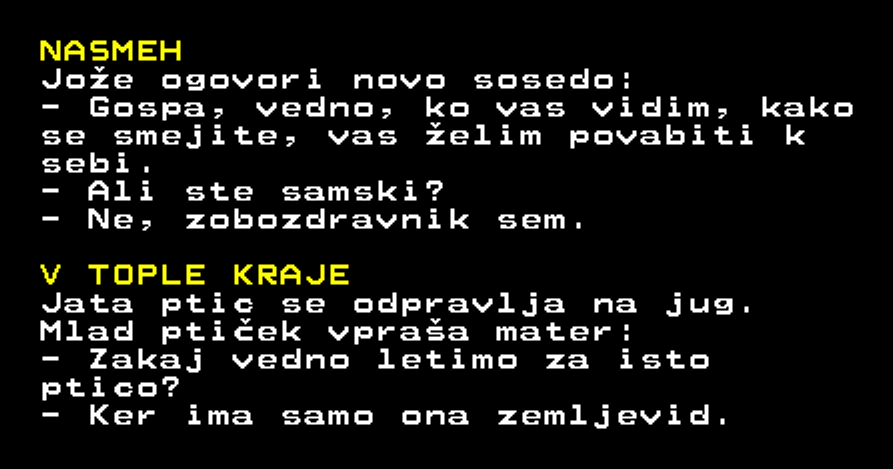 NASMEH
Jože ogovori novo sosedo:
- Gospa, vedno, ko vas vidim, kako
se smejite, vas želim povabiti k
sebi.
- Ali ste samski?
- Ne, zobozdravnik sem.
V TOPLE KRAJE
Jata ptic se odpravlja na jug.
Mlad ptiček vpraša mater:
- Zakaj vedno letimo za isto
ptico?
- Ker ima samo ona zemljevid.